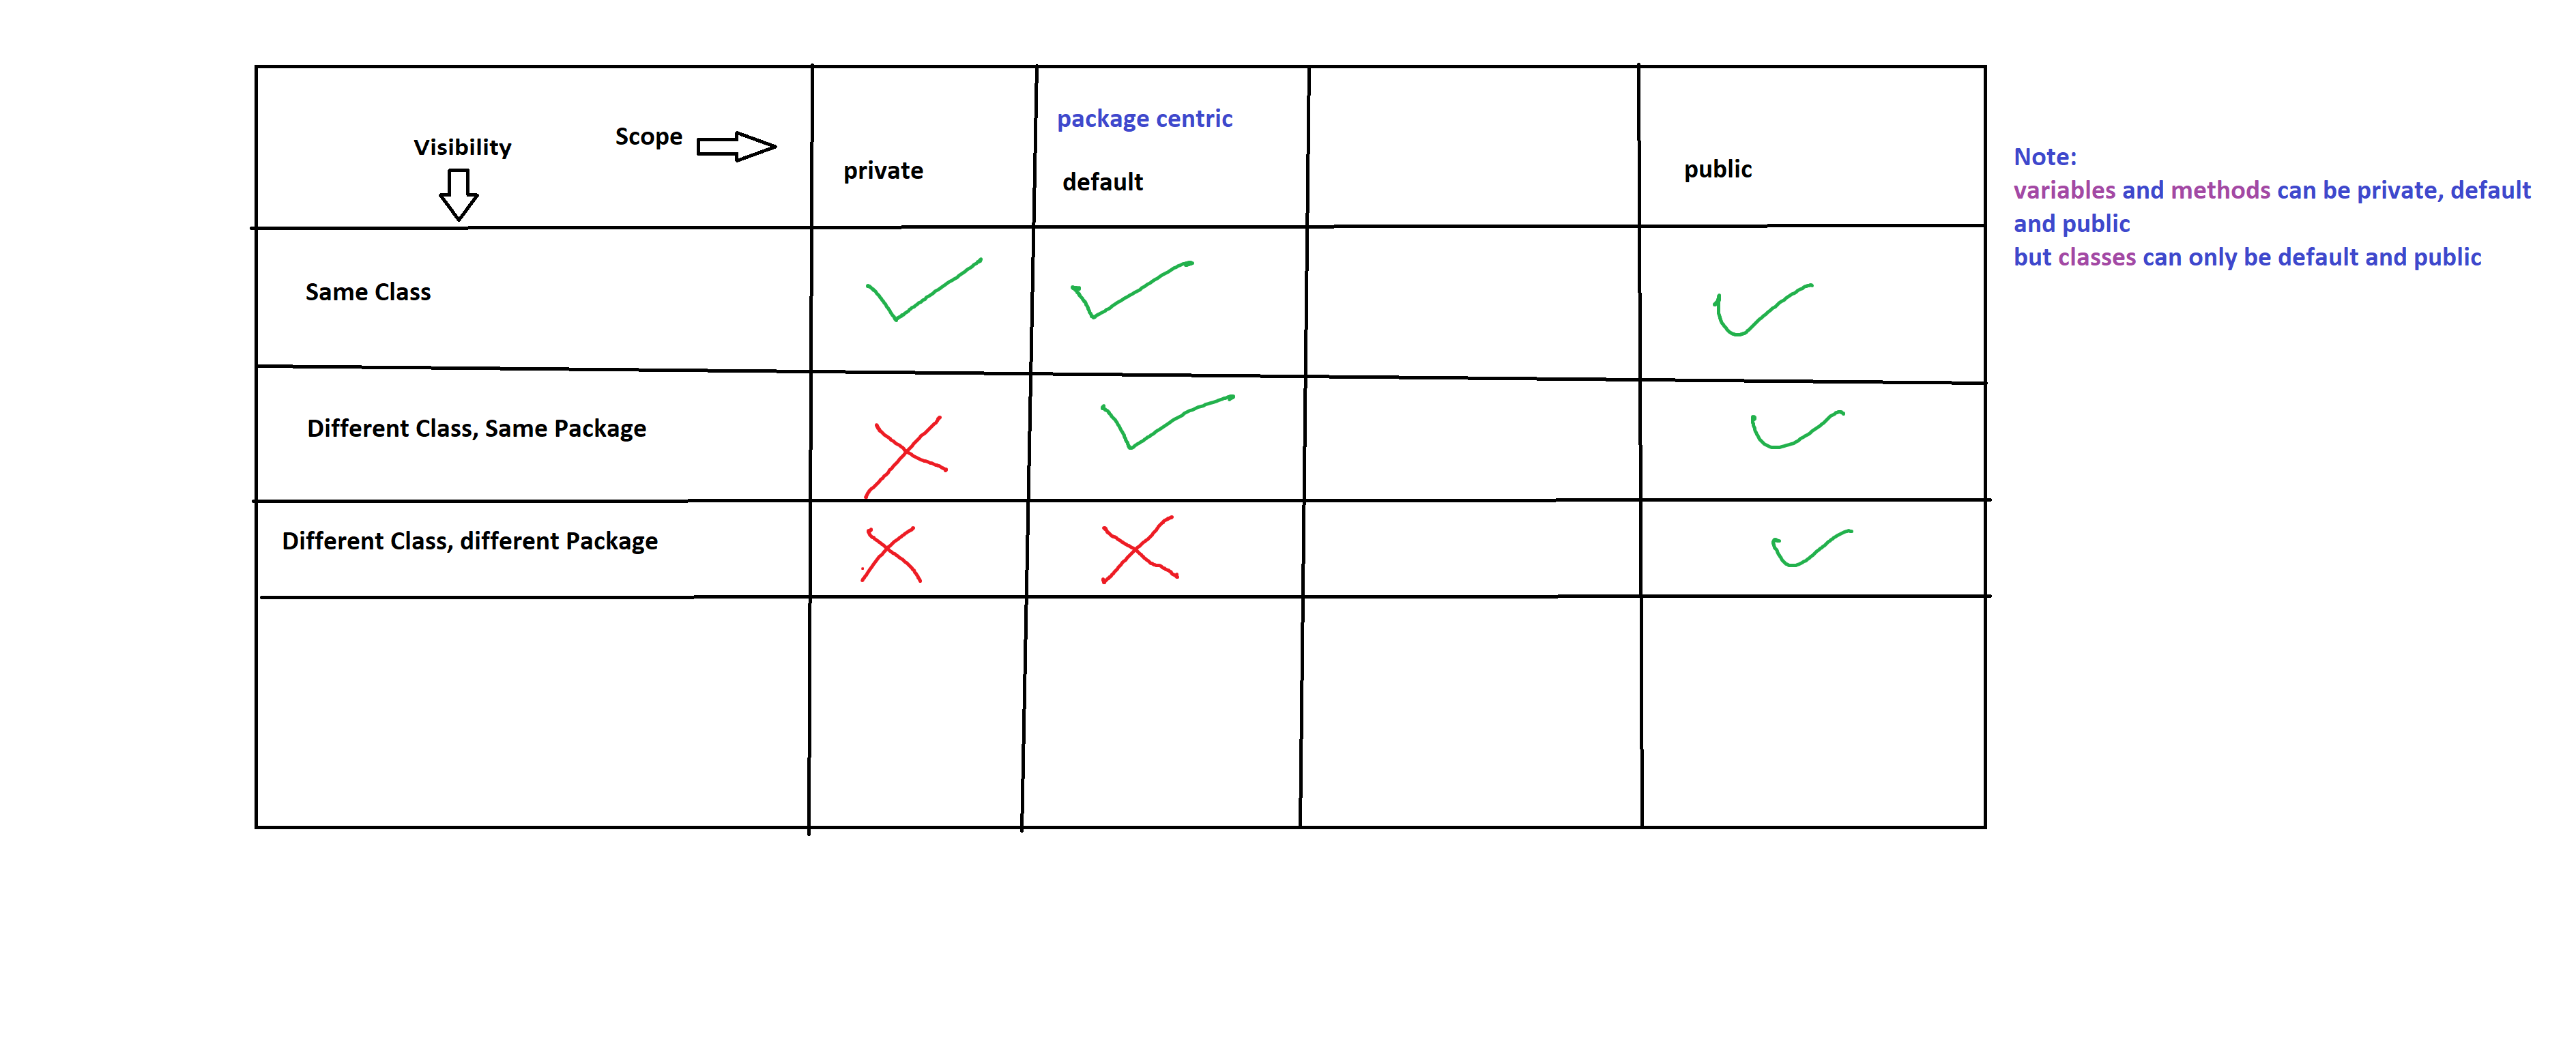 package centric
Scope
Visibility
private
default
public
Same Class
Different Class, Same Package
Different Class, different Package
Note:
variables and methods can be private, default
and public
but classes can only be default and public